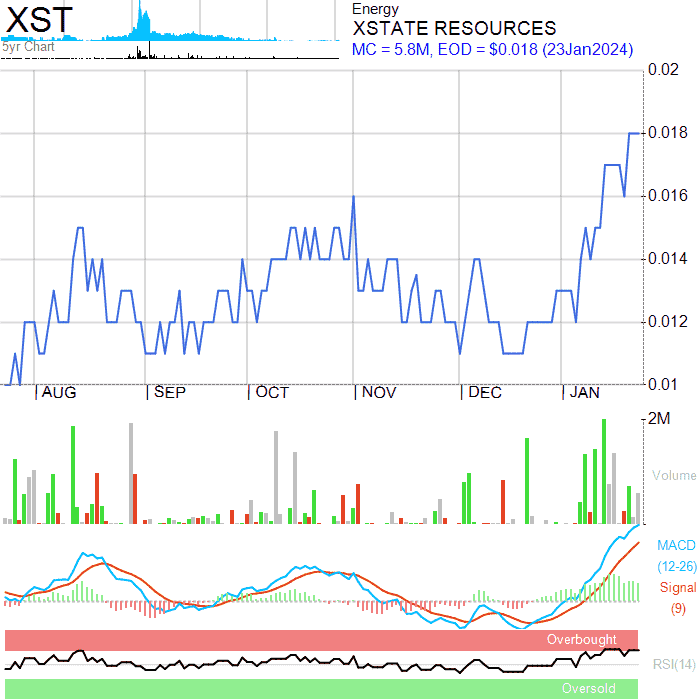 XST
5yr Chart
Energy
XSTATE RESOURCES
MC = 5.8M, EOD = $0.018 (23Jan2024)
0.02
0.018
0.016
0.014
0.012
0.01
AUG SEP OCT NOV DEC JAN
2M
Volume
MACD
(12-26)
Signal
(9)
Overbought
RSI(14)
Oversold